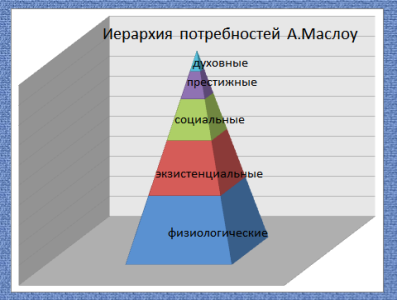 Иерархия потребностей А.Маслоу
духовные
престижные
социальные
экзистенциальные
физиологические